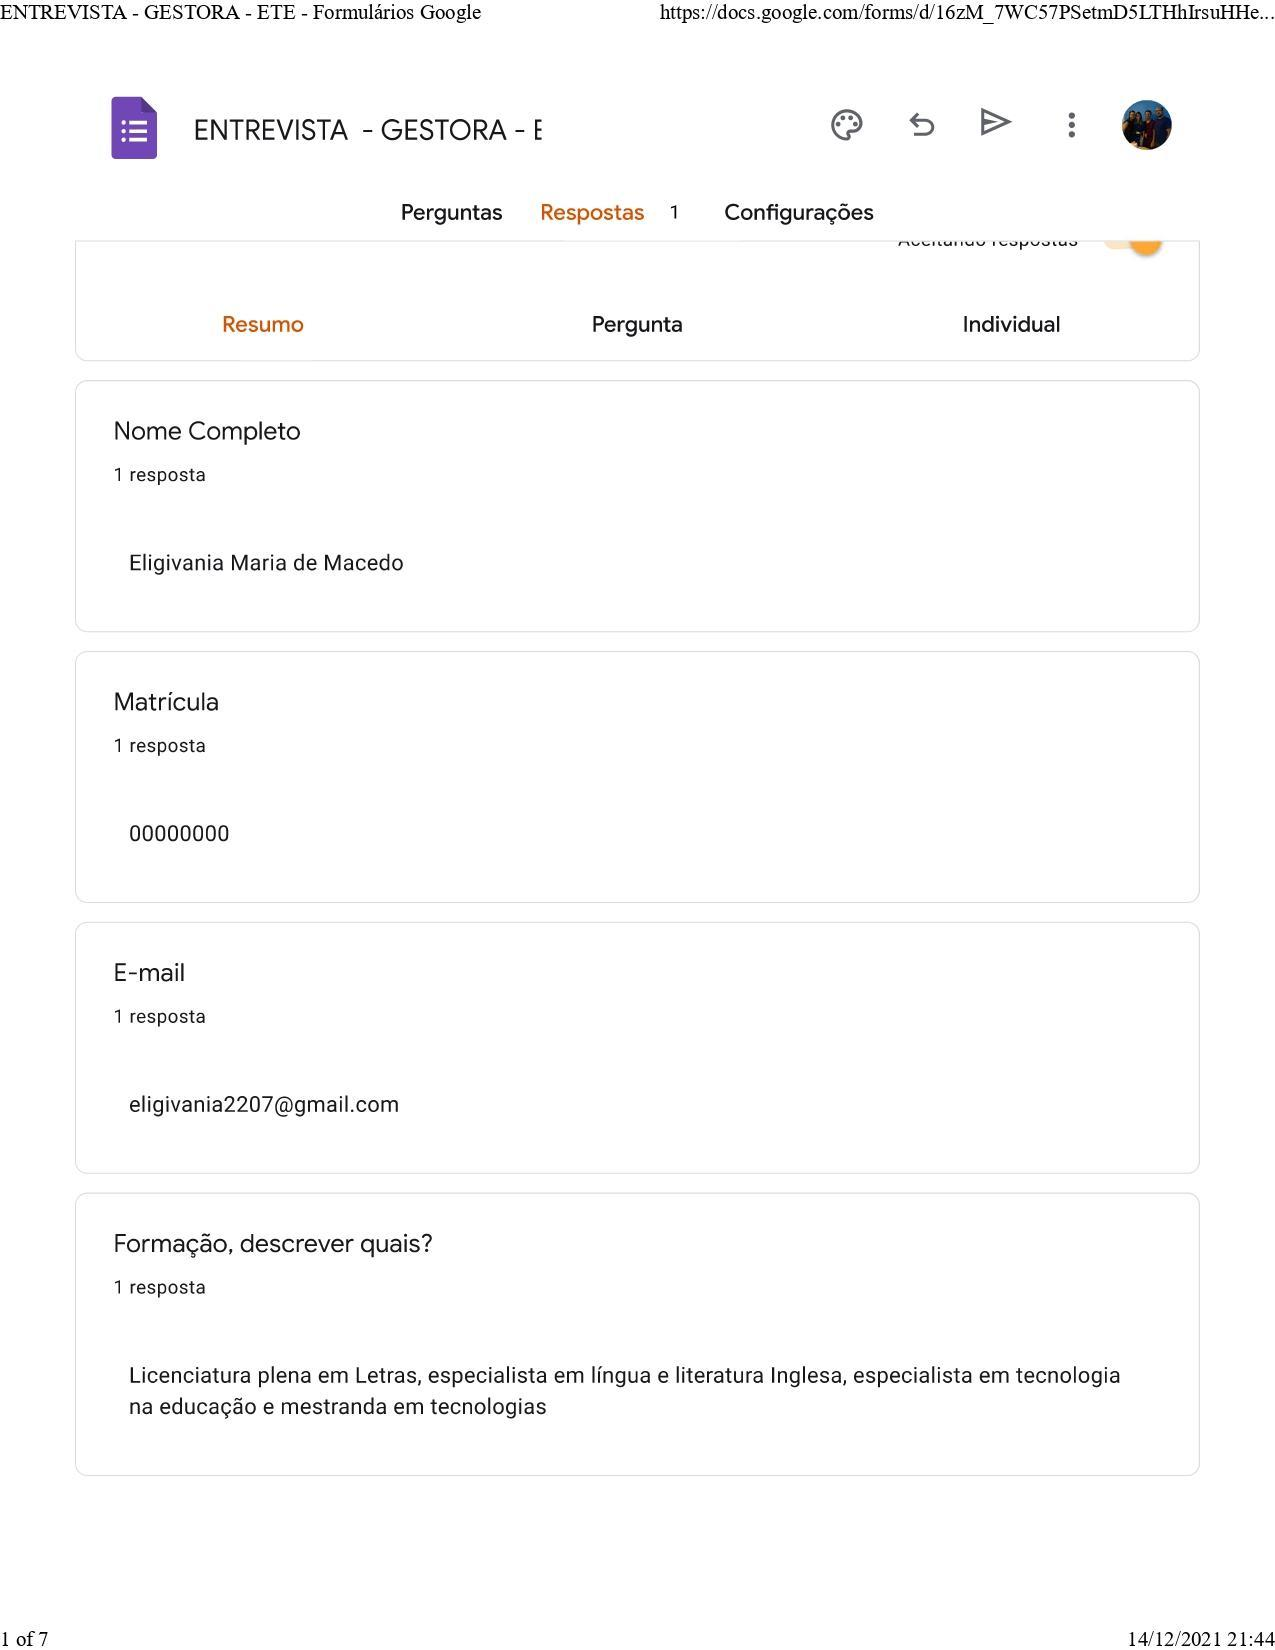 ENTREVISTA - GESTORA - ETE - Formulários Google
https://docs.google.com/forms/d/16zM_7WC57PSetmD5LTHhIrsuHHe...
ENTREVISTA - GESTORA - E
Perguntas Respostas 1 Configurações
Aceitando respostas
Resumo Pergunta Individual
Nome Completo
1 resposta
Eligivania Maria de Macedo
Matrícula
1 resposta
00000000
E-mail
1 resposta
eligivania2207@gmail.com
Formação, descrever quais?
1 resposta
Licenciatura plena em Letras, especialista em língua e literatura Inglesa, especialista em tecnologia
na educação e mestranda em tecnologias
1 of 7
14/12/2021 21:44